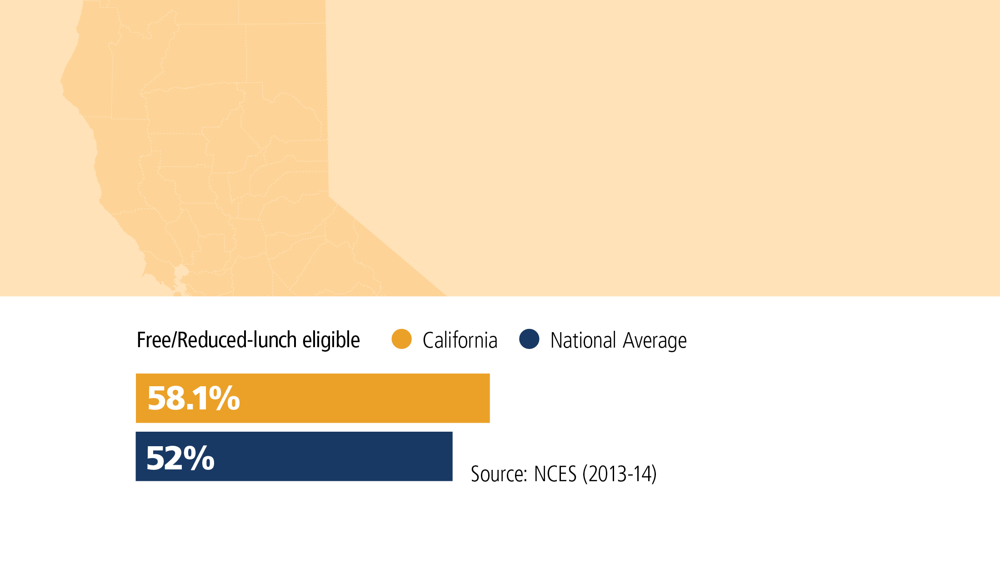 Free/Reduced-lunch eligible California National Average
58.1%
52%
Source: NCES (2013-14)